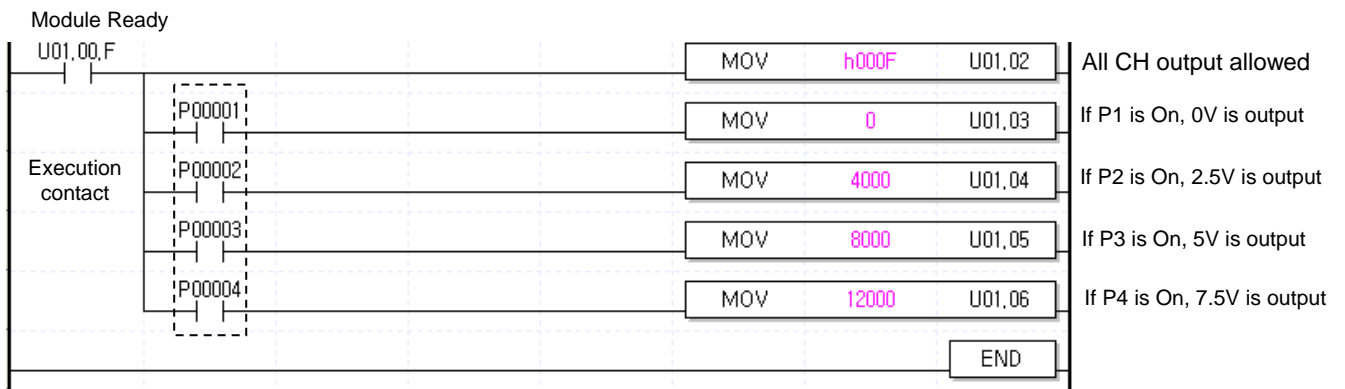 Module Ready
U01,00,F
MOV h000F U01,02 All CH output allowed
P00001 MOV 0 U01,03 If P1 is On, 0V is output
Execution contact
P00002 MOV 4000 U01,04 If P2 is On, 2.5V is output
P00003 MOV 8000 U01,05 If P3 is On, 5V is output
P00004 MOV 12000 U01,06 If P4 is On, 7.5V is output
END